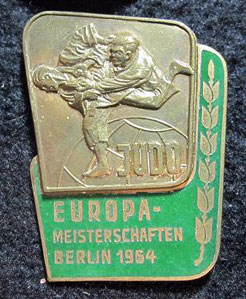 JUDO
EUROPA-
MEISTERSCHAFTEN
BERLIN 1964